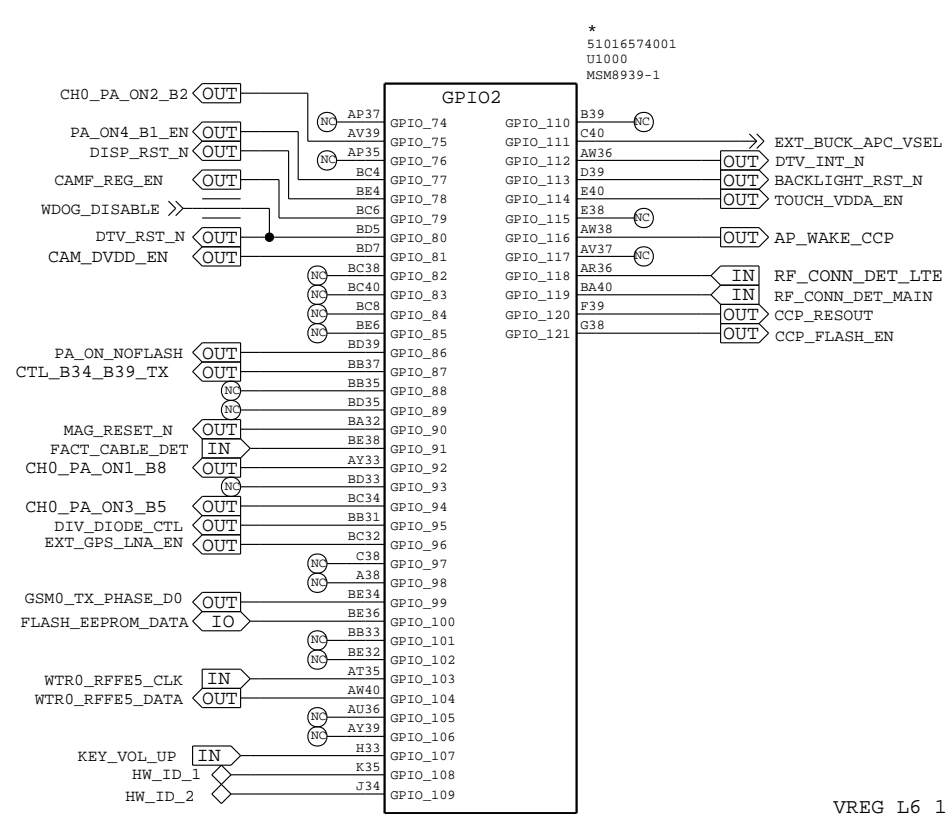 *
51016574001
U1000
MSM8939-1
GPIO2
CH0_PA_ON2_B2 OUT
NC AP37 GPIO_74
AV39 GPIO_75
NC AP35 GPIO_76
PA_ON4_B1_EN OUT BC4 GPIO_77
DISP_RST_N OUT BE4 GPIO_78
CAMF_REG_EN OUT BC6 GPIO_79
WDOG_DISABLE
DTV_RST_N OUT BD5 GPIO_80
CAM_DVDD_EN OUT BD7 GPIO_81
NC BC38 GPIO_82
NC BC40 GPIO_83
NC BC8 GPIO_84
NC BE6 GPIO_85
PA_ON_NOFLASH OUT BD39 GPIO_86
CTL_B34_B39_TX OUT BB37 GPIO_87
NC BB35 GPIO_88
NC BD35 GPIO_89
MAG_RESET_N OUT BA32 GPIO_90
FACT_CABLE_DET IN BE38 GPIO_91
CH0_PA_ON1_B8 OUT AY33 GPIO_92
NC BD33 GPIO_93
CH0_PA_ON3_B5 OUT BC34 GPIO_94
DIV_DIODE_CTL OUT BB31 GPIO_95
EXT_GPS_LNA_EN OUT BC32 GPIO_96
NC C38 GPIO_97
NC A38 GPIO_98
GSM0_TX_PHASE_D0 OUT BE34 GPIO_99
FLASH_EEPROM_DATA IO BE36 GPIO_100
NC BB33 GPIO_101
NC BE32 GPIO_102
WTR0_RFFE5_CLK IN AT35 GPIO_103
WTR0_RFFE5_DATA OUT AW40 GPIO_104
NC AU36 GPIO_105
NC AY39 GPIO_106
KEY_VOL_UP IN H33 GPIO_107
HW_ID_1 K35 GPIO_108
HW_ID_2 J34 GPIO_109
GPIO_110 B39 NC
GPIO_111 C40 EXT_BUCK_APC_VSEL
GPIO_112 AW36 OUT DTV_INT_N
GPIO_113 D39 OUT BACKLIGHT_RST_N
GPIO_114 E40 OUT TOUCH_VDDA_EN
GPIO_115 E38 NC
GPIO_116 AW38 OUT AP_WAKE_CCP
GPIO_117 AV37 NC
GPIO_118 AR36 IN RF_CONN_DET_LTE
GPIO_119 BA40 IN RF_CONN_DET_MAIN
GPIO_120 F39 OUT CCP_RESOUT
GPIO_121 G38 OUT CCP_FLASH_EN
VREG L6 1